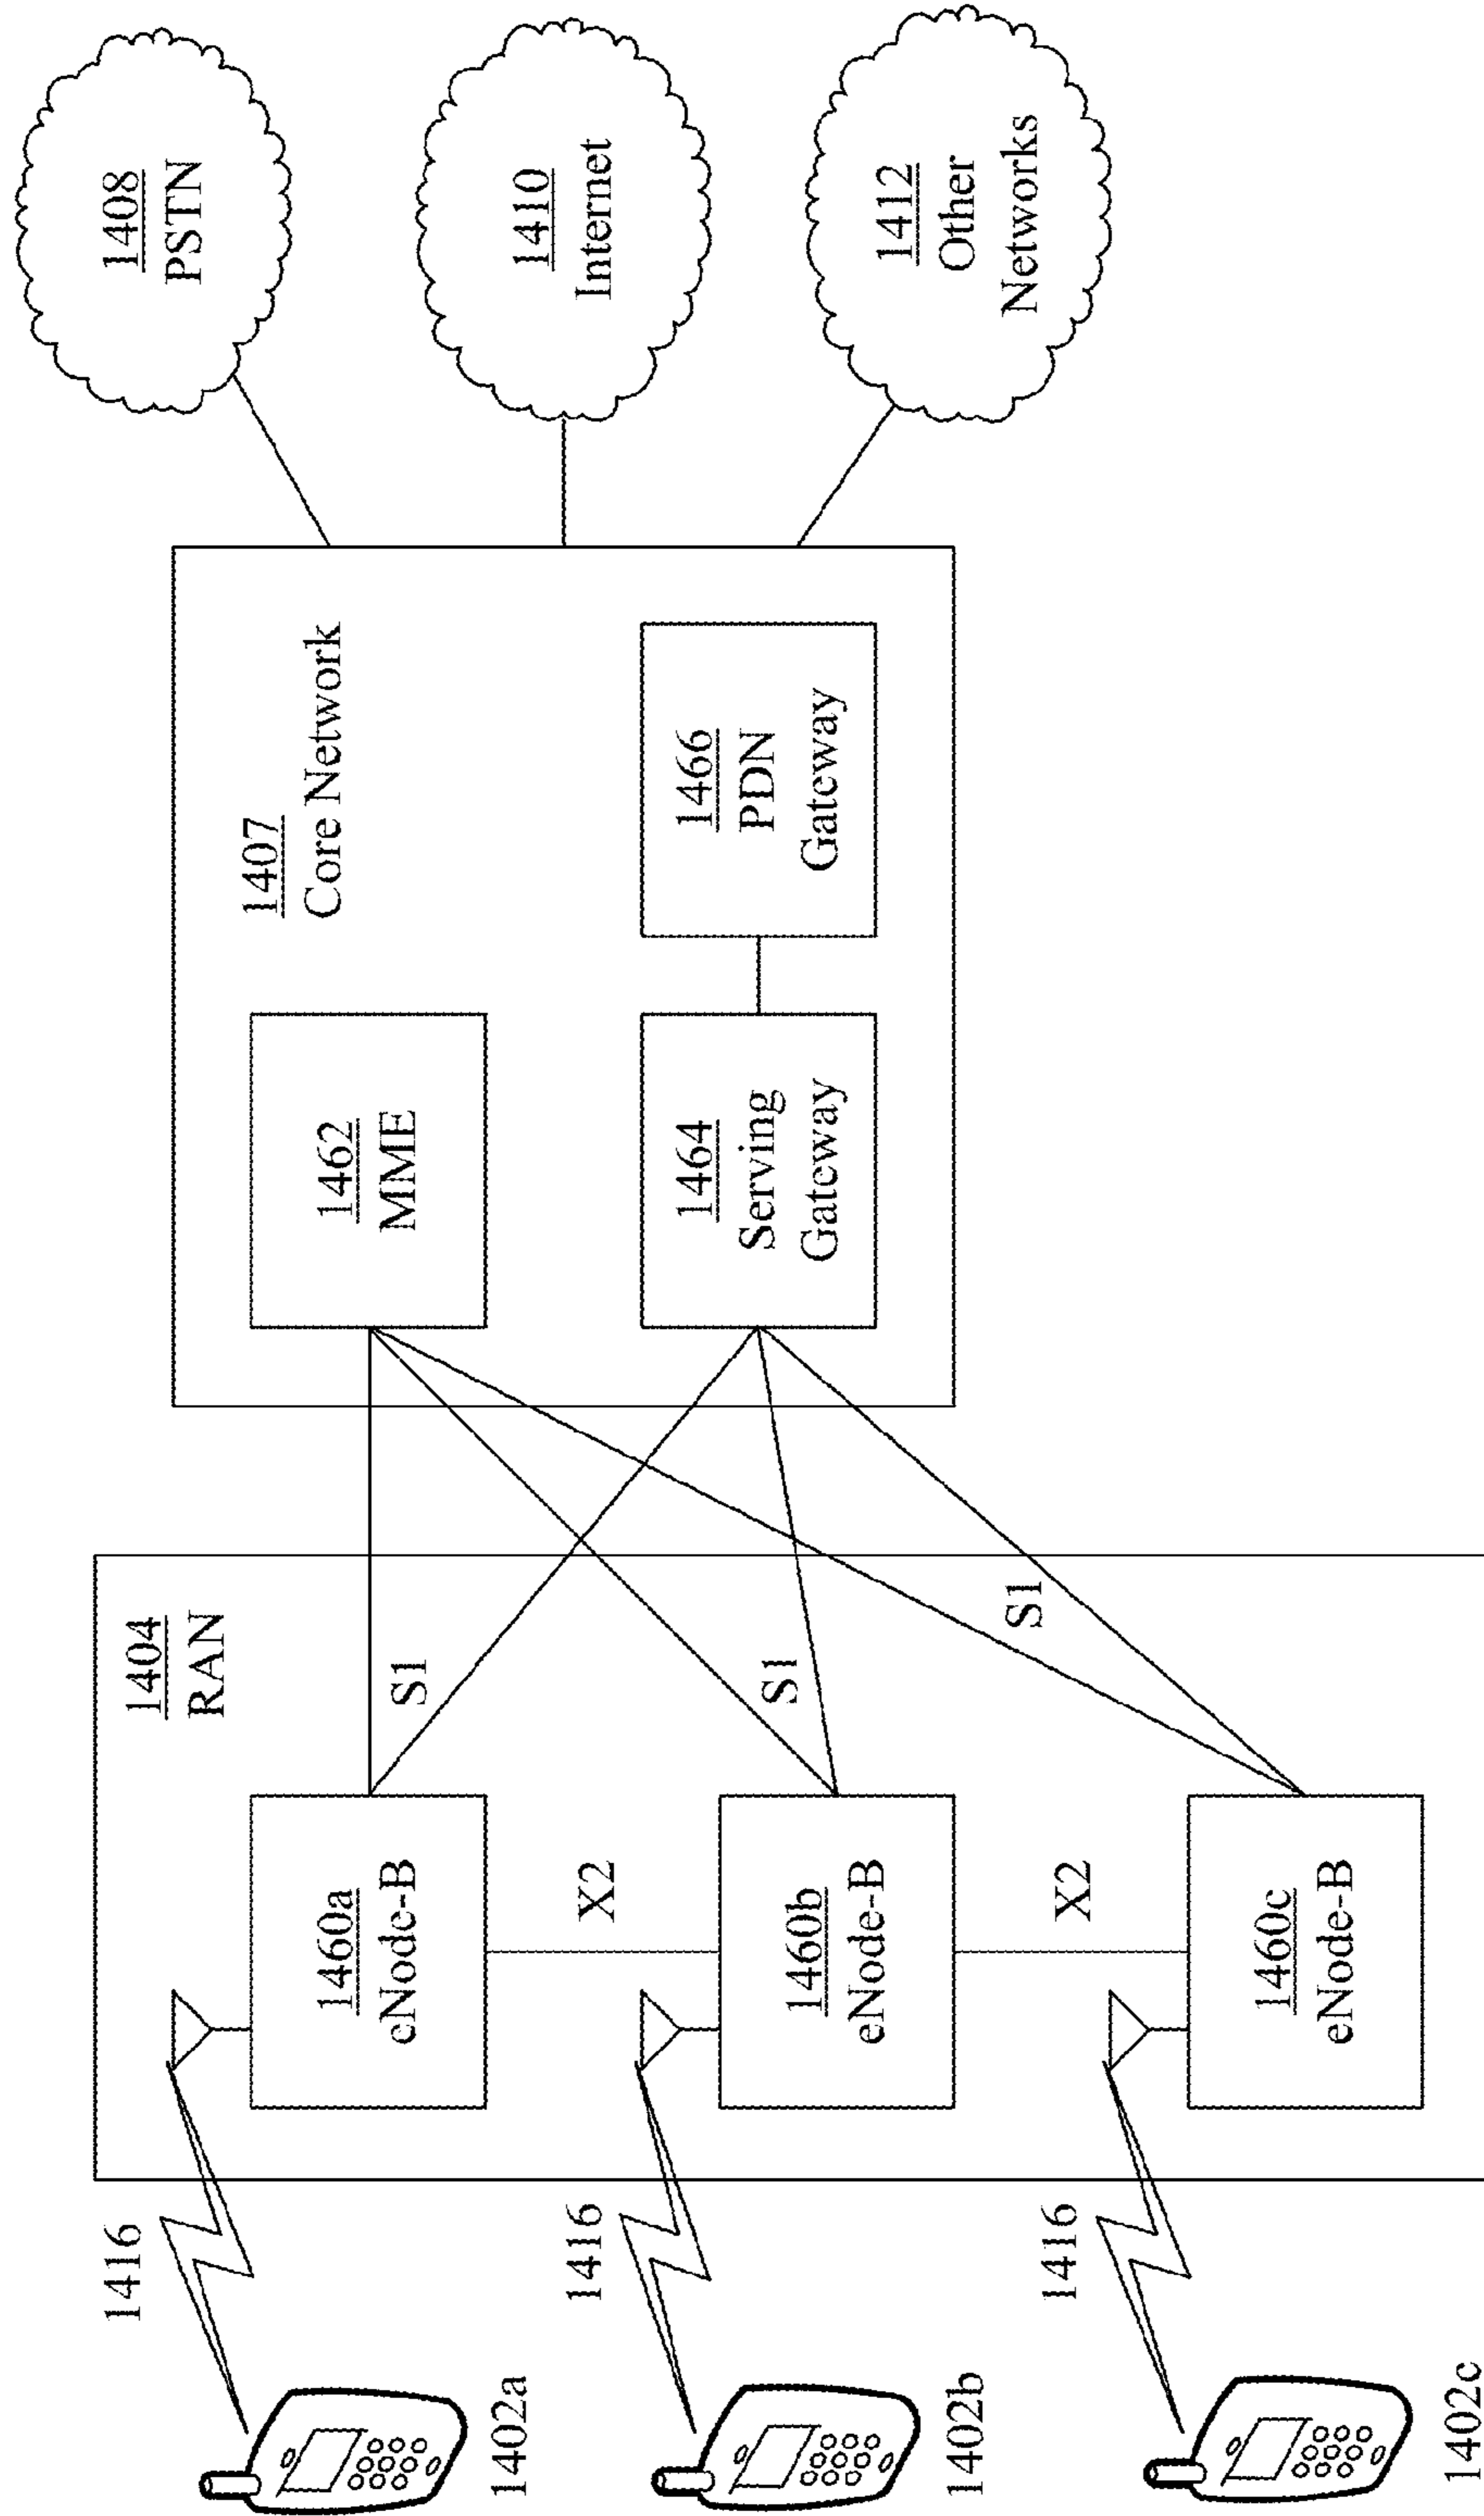 1402a
1416
1402b
1416
1402c
1416
1404
RAN
1460a
eNode-B
S1
X2
1460b
eNode-B
S1
X2
1460c
eNode-B
S1
1407
Core Network
1462
MME
1464
Serving
Gateway
1466
PDN
Gateway
1408
PSTN
1410
Internet
1412
Other
Networks